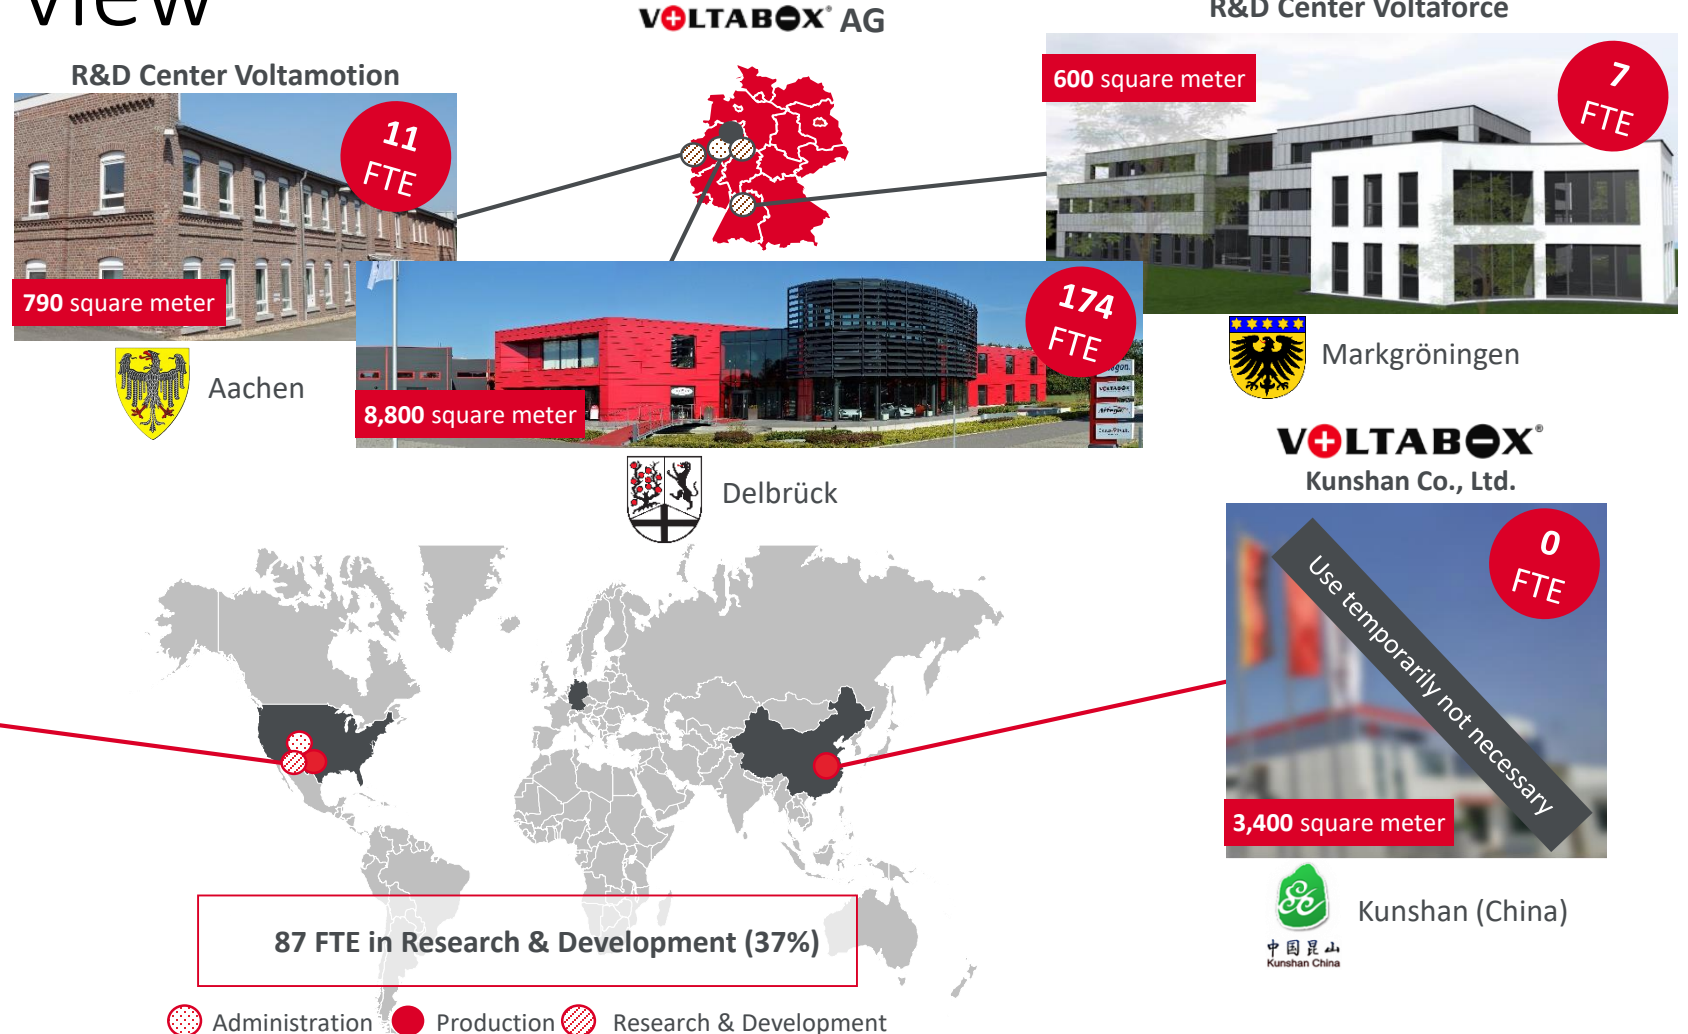 view
VOLTABOX® AG
R&D Center Voltaforce
R&D Center Voltamotion
600 square meter
7
FTE
11
FTE
790 square meter
174
FTE
8,800 square meter
VOLTABOX
Artega
Aachen
Markgröningen
Delbrück
VOLTABOX®
Kunshan Co., Ltd.
0
FTE
Use temporarily not necessary
3,400 square meter
中国昆山
Kunshan China
Kunshan (China)
87 FTE in Research & Development (37%)
Administration
Production
Research & Development